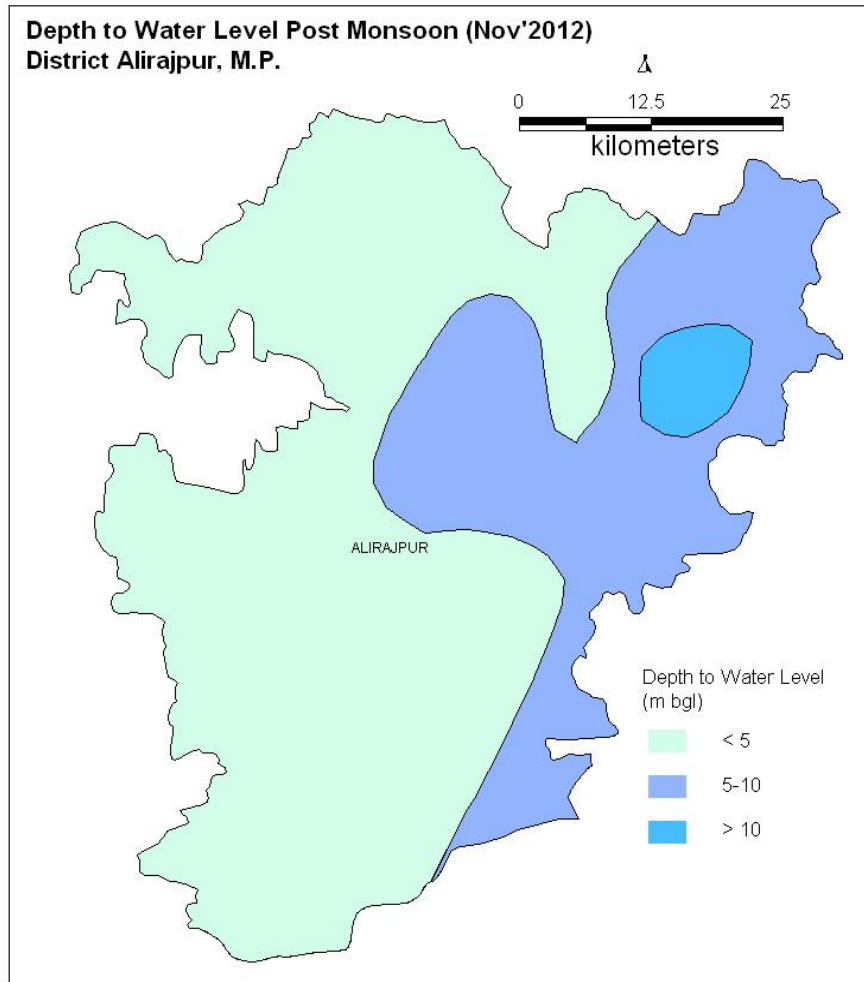 Depth to Water Level Post Monsoon (Nov'2012)
District Alirajpur, M.P.
0 12.5 25
kilometers
ALIRAJPUR
Depth to Water Level
(m bgl)
< 5
5-10
> 10